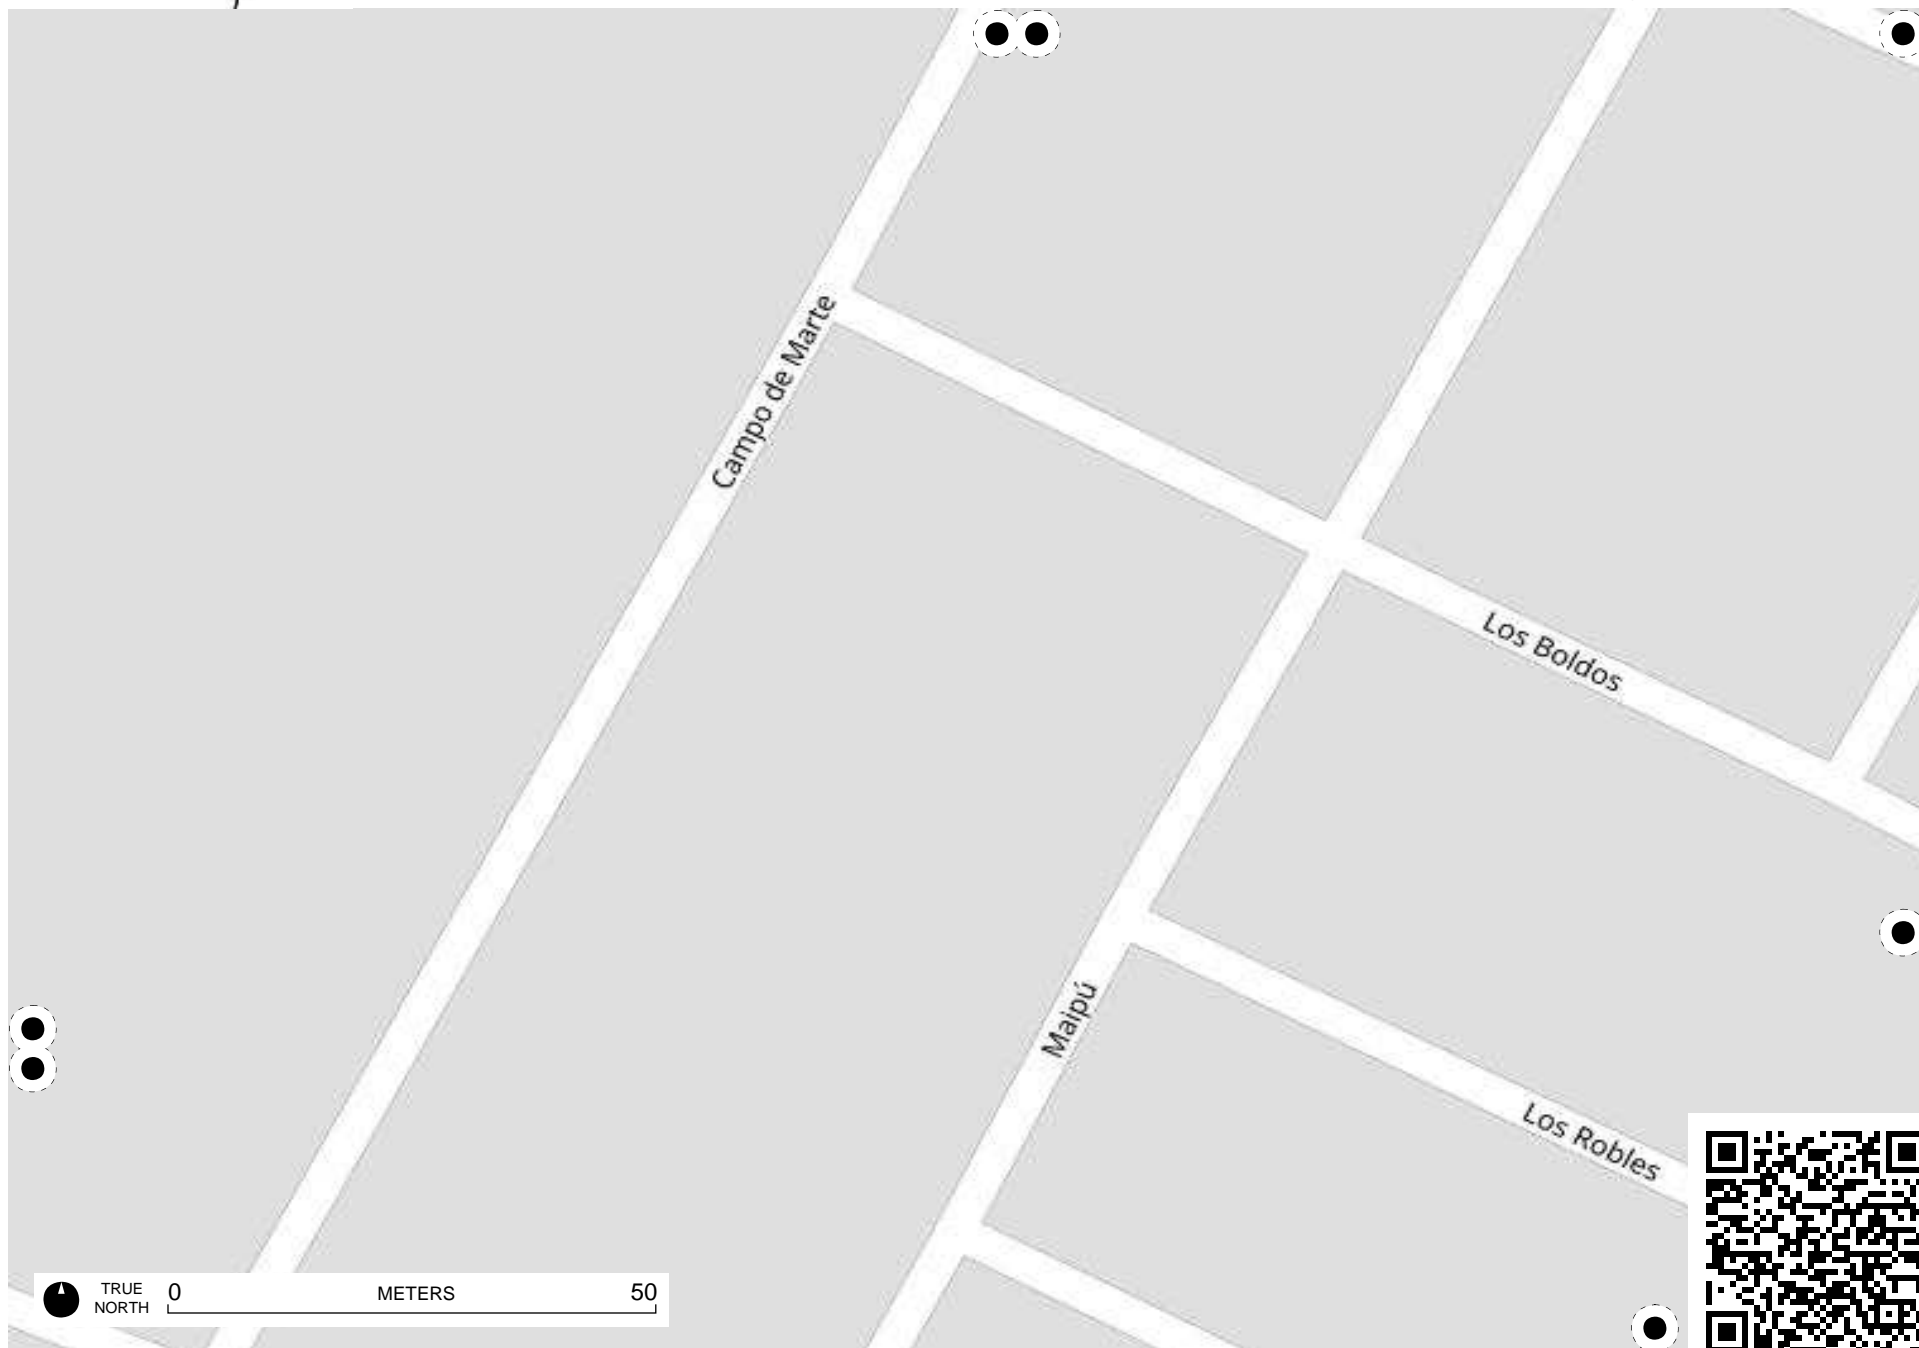 Campo de Marte
Los Boldos
Maipú
Los Robles
TRUE
NORTH
0
METERS
50